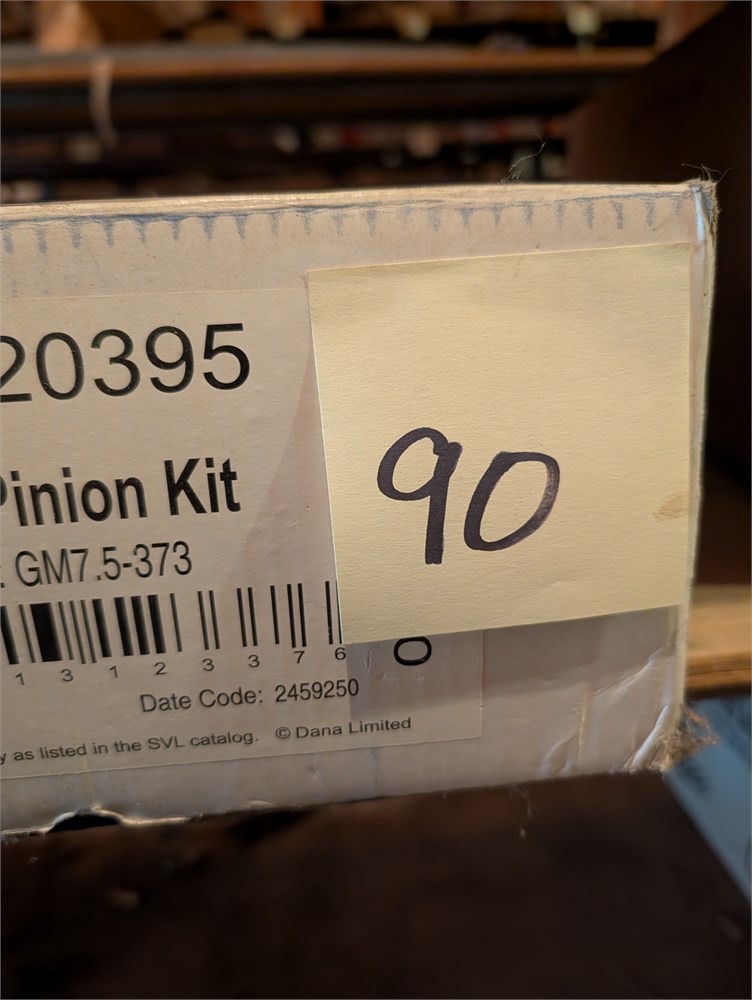 20395
Pinion Kit
: GM7.5-373
90
1 3 1 2 3 3 7 6
0
Date Code: 2459250
y as listed in the SVL catalog. © Dana Limited